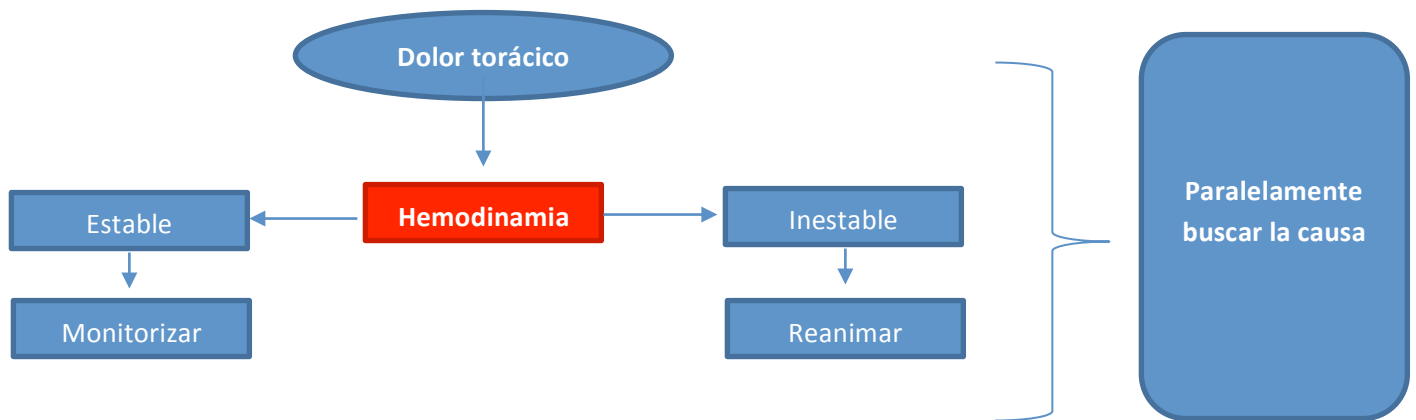 Dolor torácico
Hemodinamia
Estable
Inestable
Monitorizar
Reanimar
Paralelamente
buscar la causa